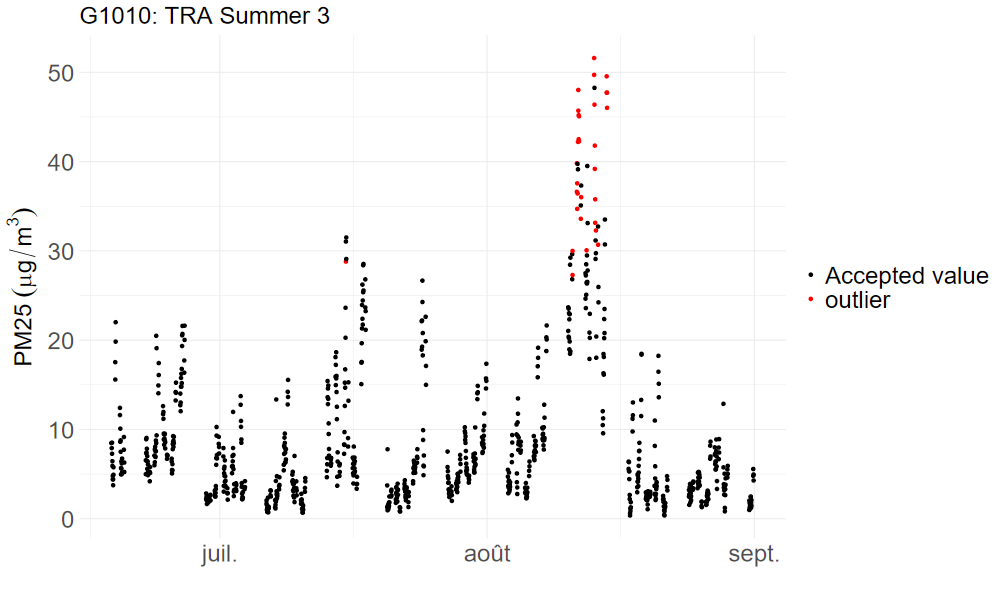 G1010: TRA Summer 3
PM25 (μg/m³)
50
40
30
20
10
0
juil.
août
sept.
Accepted value
outlier